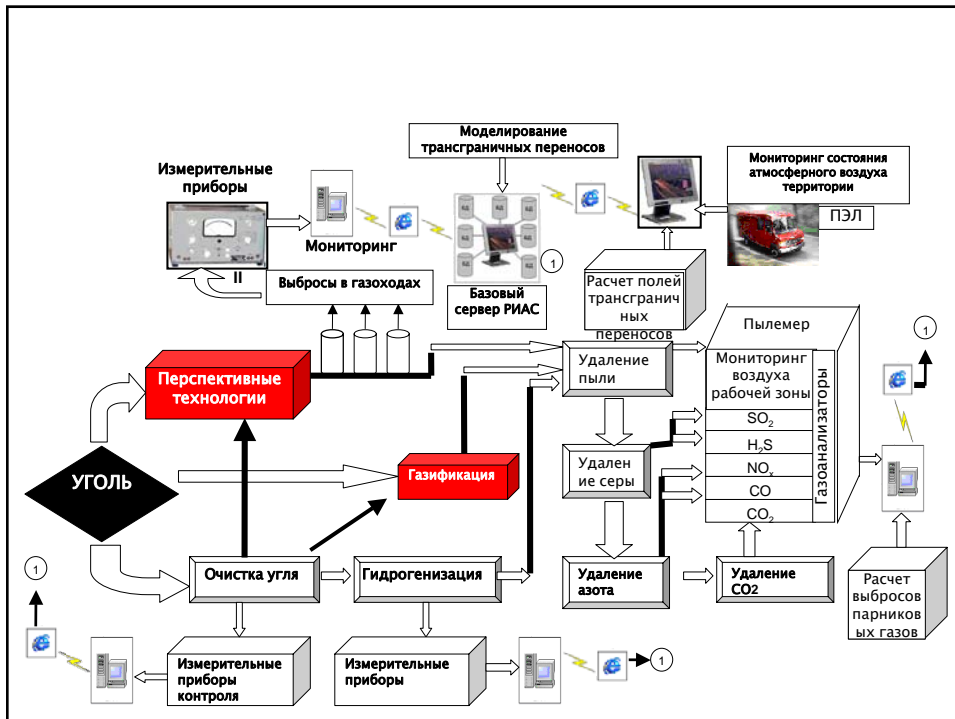 Моделирование
трансграничных переносов
Измерительные
приборы
Мониторинг состояния
атмосферного воздуха
территории
ПЭЛ
Мониторинг
II
Выбросы в газоходах
Базовый
сервер РИАС
1
Расчет полей
трансгранич
ных
переносов
Пылемер
1
Перспективные
технологии
Удаление
пыли
Мониторинг
воздуха
рабочей зоны
SO2
H2S
NOx
CO
CO2
Газоанализаторы
УГОЛЬ
Газификация
Удален
ие серы
1
Очистка угля
Гидрогенизация
Удаление
азота
Удаление
СО2
Расчет
выбросов
парников
ых газов
Измерительные
приборы
контроля
Измерительные
приборы
1